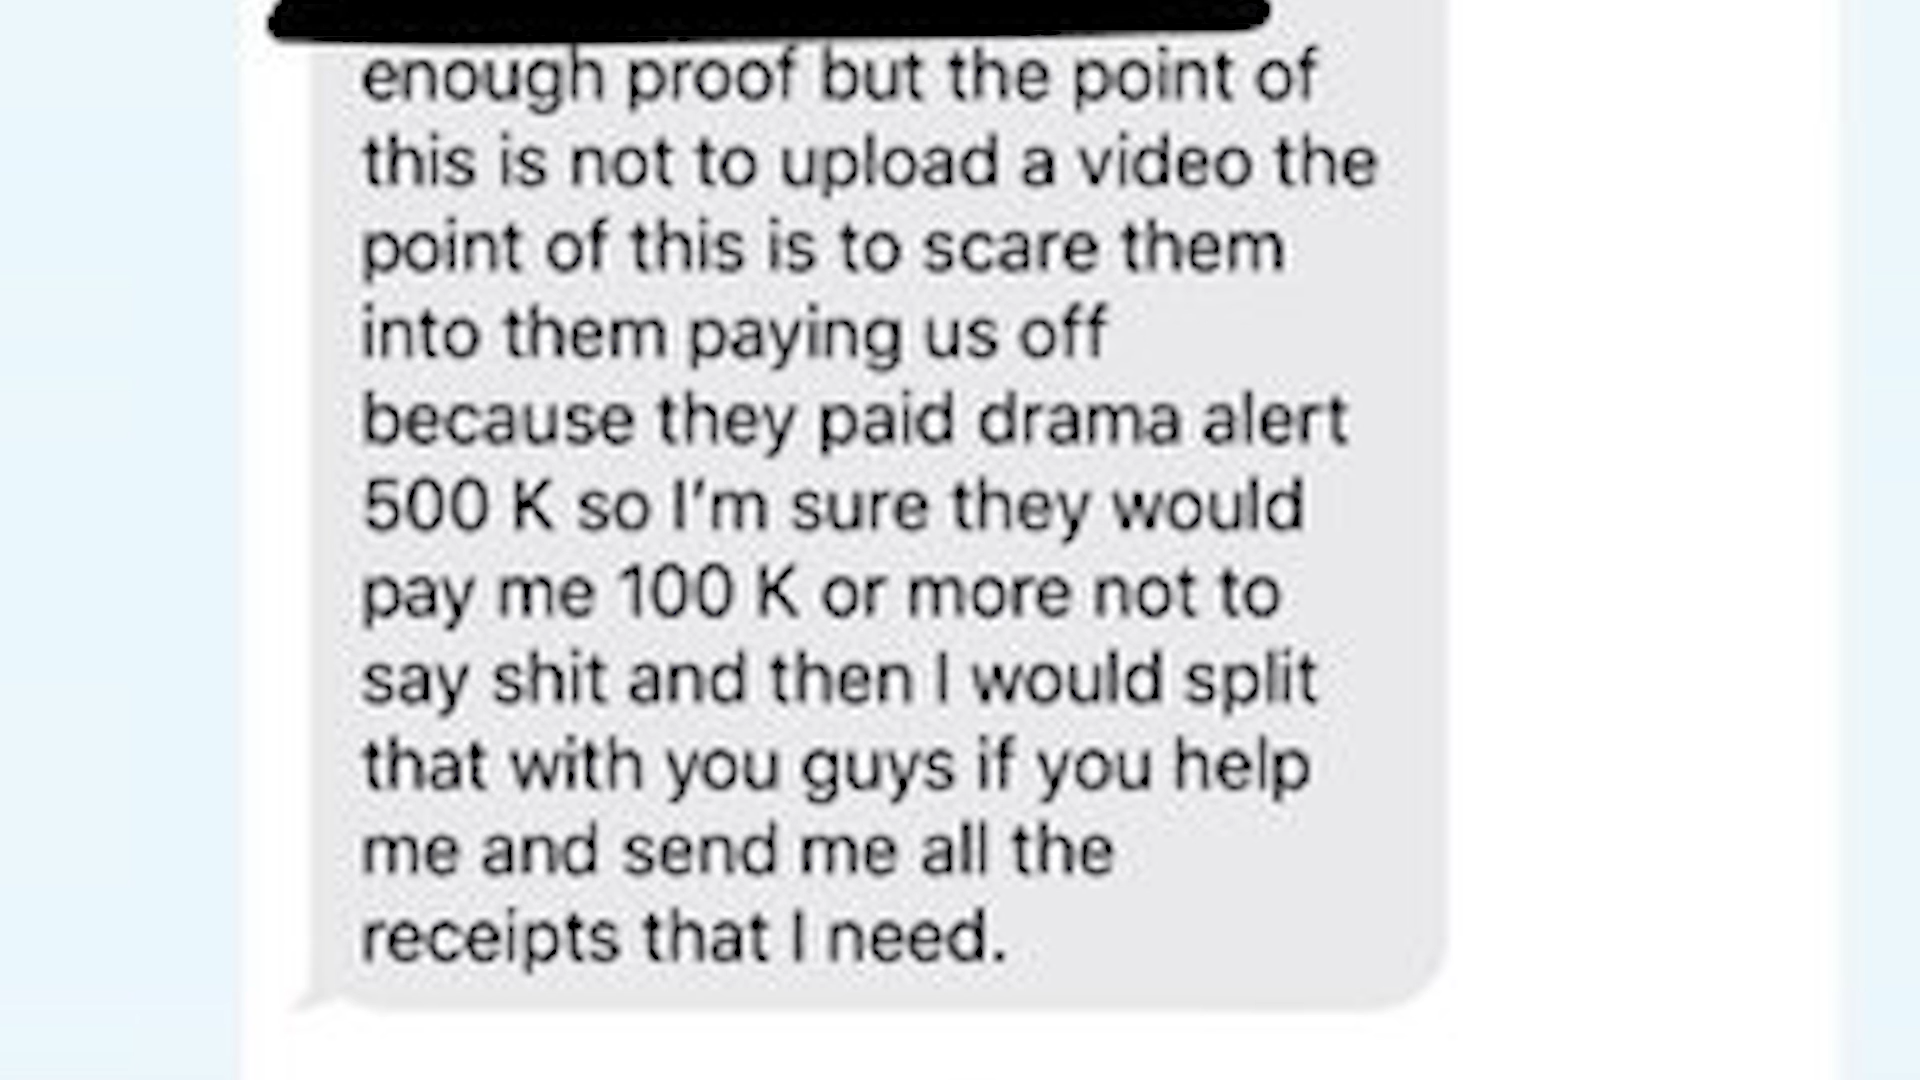 enough proof but the point of
this is not to upload a video the
point of this is to scare them
into them paying us off
because they paid drama alert
500 K so I'm sure they would
pay me 100 K or more not to
say shit and then I would split
that with you guys if you help
me and send me all the
receipts that I need.